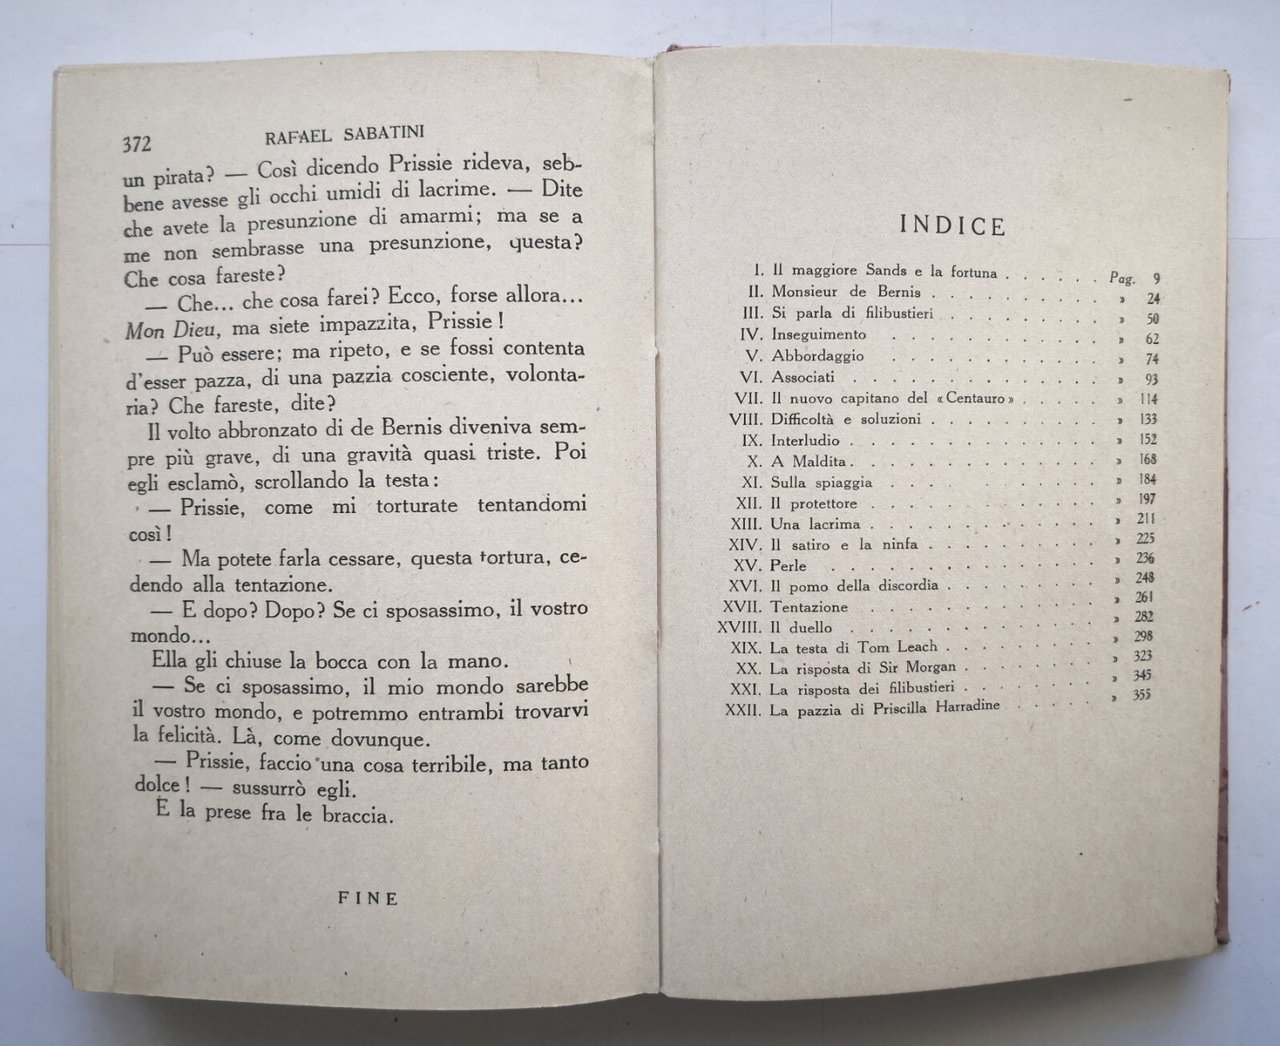 372
RAFAEL SABATINI
un pirata? — Così dicendo Prissie rideva, seb-
bene avesse gli occhi umidi di lacrime. — Dite
che avete la presunzione di amarmi; ma se a
me non sembrasse una presunzione, questa?
Che cosa fareste?
— Che... che cosa farei? Ecco, forse allora...
Mon Dieu, ma siete impazzita, Prissie!
— Può essere; ma ripeto, e se fossi contenta
d'esser pazza, di una pazzia cosciente, volonta-
ria? Che fareste, dite?
Il volto abbronzato di de Bernis diveniva sem-
pre più grave, di una gravità quasi triste. Poi
egli esclamò, scrollando la testa:
— Prissie, come mi torturate tentandomi
così!
— Ma potete farla cessare, questa tortura, ce-
dendo alla tentazione.
— E dopo? Dopo? Se ci sposassimo, il vostro
mondo...
Ella gli chiuse la bocca con la mano.
— Se ci sposassimo, il mio mondo sarebbe
il vostro mondo, e potremmo entrambi trovarvi
la felicità. Là, come dovunque.
— Prissie, faccio una cosa terribile, ma tanto
dolce! — sussurrò egli.
E la prese fra le braccia.
FINE
INDICE
I. Il maggiore Sands e la fortuna . . . . . . Pag. 9
II. Monsieur de Bernis . . . . . . . . . . » 24
III. Si parla di filibustieri . . . . . . . . . » 50
IV. Inseguimento . . . . . . . . . . . . » 62
V. Abbordaggio . . . . . . . . . . . . » 74
VI. Associati . . . . . . . . . . . . . . » 93
VII. Il nuovo capitano del «Centauro» . . . . . » 114
VIII. Difficoltà e soluzioni . . . . . . . . . . » 133
IX. Interludio . . . . . . . . . . . . . . » 152
X. A Maldita . . . . . . . . . . . . . . » 168
XI. Sulla spiaggia . . . . . . . . . . . . » 184
XII. Il protettore . . . . . . . . . . . . . » 197
XIII. Una lacrima . . . . . . . . . . . . . » 211
XIV. Il satiro e la ninfa . . . . . . . . . . » 225
XV. Perle . . . . . . . . . . . . . . . » 236
XVI. Il pomo della discordia . . . . . . . . . » 248
XVII. Tentazione . . . . . . . . . . . . . » 261
XVIII. Il duello . . . . . . . . . . . . . . » 282
XIX. La testa di Tom Leach . . . . . . . . . » 298
XX. La risposta di Sir Morgan . . . . . . . . » 323
XXI. La risposta dei filibustieri . . . . . . . . » 345
XXII. La pazzia di Priscilla Harradine . . . . . » 355